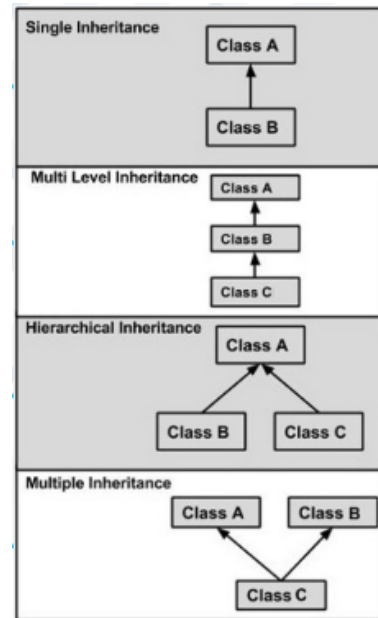 Single Inheritance
Class A
Class B
Multi Level Inheritance
Class A
Class B
Class C
Hierarchical Inheritance
Class A
Class B Class C
Multiple Inheritance
Class A Class B
Class C